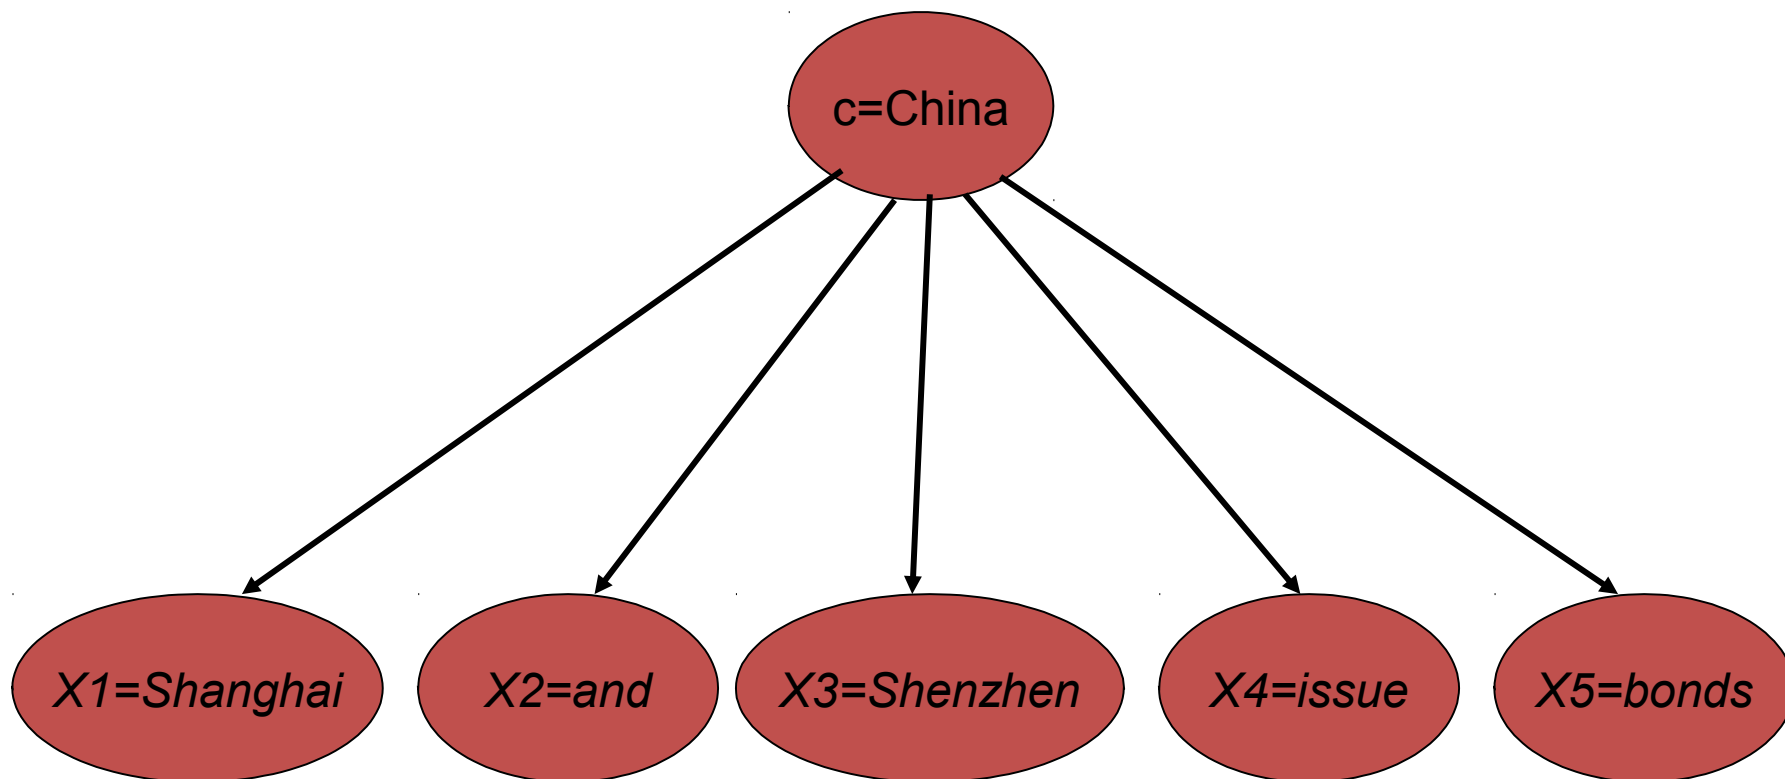 c=China
X1=Shanghai
X2=and
X3=Shenzhen
X4=issue
X5=bonds